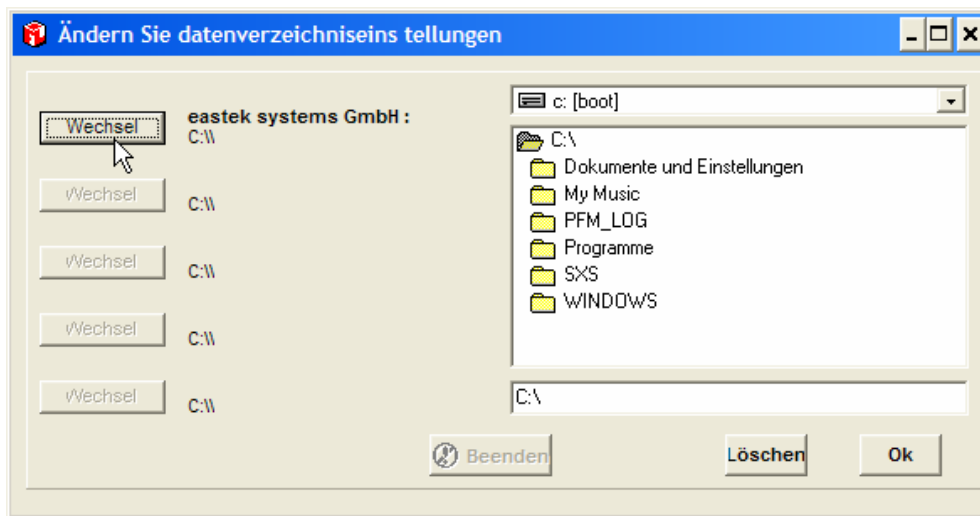 Ändern Sie datenverzeichniseins tellungen
Wechsel
eastek systems GmbH :
C:\\
Wechsel
C:\\
Wechsel
C:\\
Wechsel
C:\\
Wechsel
C:\\
c: [boot]
C:\
Dokumente und Einstellungen
My Music
PFM_LOG
Programme
SXS
WINDOWS
C:\
Beenden
Löschen
Ok